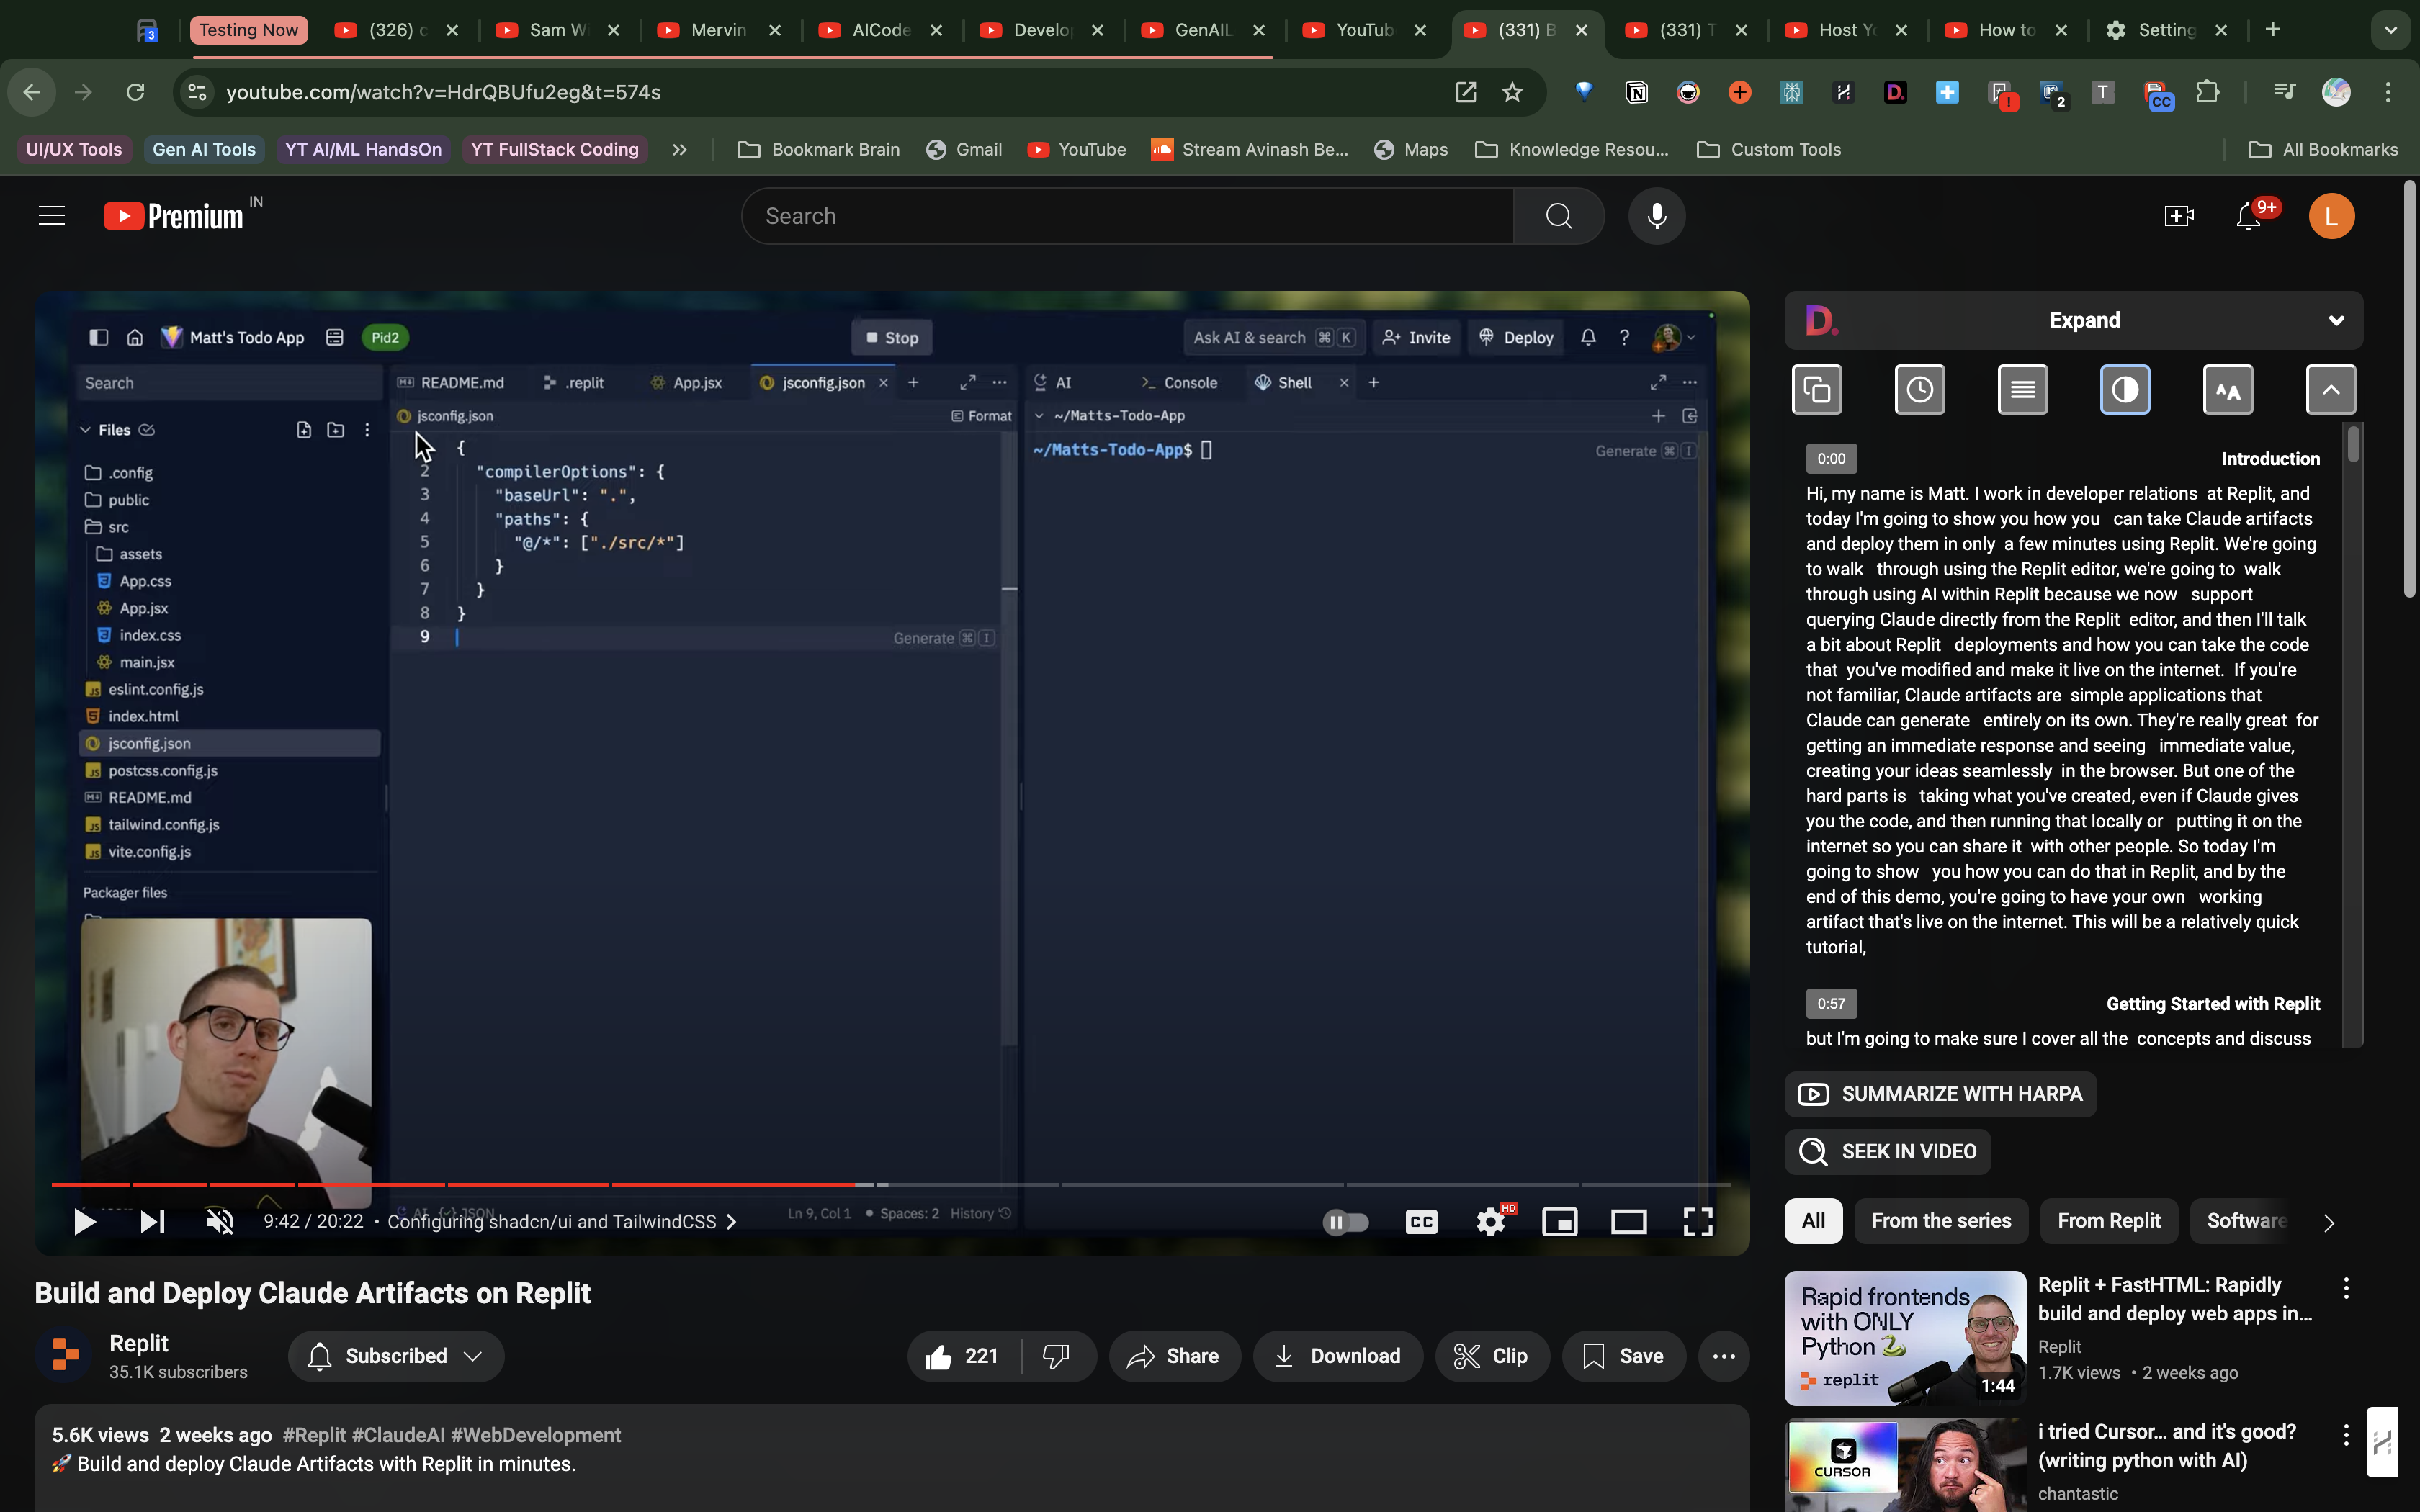 3
Testing Now
(326) c
Sam W
Mervin
AICode
Develop
GenAIL
YouTub
(331) B
(331) T
Host Y
How to
Setting
youtube.com/watch?v=HdrQBUfu2eg&t=574s
D.
!
2
T
CC
UI/UX Tools
Gen AI Tools
YT AI/ML HandsOn
YT FullStack Coding
Bookmark Brain
Gmail
YouTube
Stream Avinash Be...
Maps
Knowledge Resou...
Custom Tools
All Bookmarks
Premium IN
Search
9+
L
Matt's Todo App
Pid2
Stop
Ask AI & search ⌘ K
Invite
Deploy
?
Search
README.md
.replit
App.jsx
jsconfig.json
AI
Console
Shell
jsconfig.json
Format
~/Matts-Todo-App
Files
.config
public
src
assets
App.css
App.jsx
index.css
main.jsx
eslint.config.js
index.html
jsconfig.json
postcss.config.js
README.md
tailwind.config.js
vite.config.js
Packager files
{
2 "compilerOptions": {
3 "baseUrl": ".",
4 "paths": {
5 "@/*": ["./src/*"]
6 }
7 }
8 }
9
Generate ⌘ I
~/Matts-Todo-App$
Generate ⌘ I
AI {} JSON
Ln 9, Col 1 • Spaces: 2 History
9:42 / 20:22 • Configuring shadcn/ui and TailwindCSS
CC
HD
D. Expand
AA
0:00 Introduction
Hi, my name is Matt. I work in developer relations at Replit, and
today I'm going to show you how you can take Claude artifacts
and deploy them in only a few minutes using Replit. We're going
to walk through using the Replit editor, we're going to walk
through using AI within Replit because we now support
querying Claude directly from the Replit editor, and then I'll talk
a bit about Replit deployments and how you can take the code
that you've modified and make it live on the internet. If you're
not familiar, Claude artifacts are simple applications that
Claude can generate entirely on its own. They're really great for
getting an immediate response and seeing immediate value,
creating your ideas seamlessly in the browser. But one of the
hard parts is taking what you've created, even if Claude gives
you the code, and then running that locally or putting it on the
internet so you can share it with other people. So today I'm
going to show you how you can do that in Replit, and by the
end of this demo, you're going to have your own working
artifact that's live on the internet. This will be a relatively quick
tutorial,
0:57 Getting Started with Replit
but I'm going to make sure I cover all the concepts and discuss
SUMMARIZE WITH HARPA
SEEK IN VIDEO
All
From the series
From Replit
Software
Build and Deploy Claude Artifacts on Replit
Replit
35.1K subscribers
Subscribed
221
Share
Download
Clip
Save
5.6K views 2 weeks ago #Replit #ClaudeAI #WebDevelopment
🚀 Build and deploy Claude Artifacts with Replit in minutes.
Rapid frontends
with ONLY
Python
replit
1:44
Replit + FastHTML: Rapidly
build and deploy web apps in...
Replit
1.7K views • 2 weeks ago
CURSOR
i tried Cursor... and it's good?
(writing python with AI)
chantastic